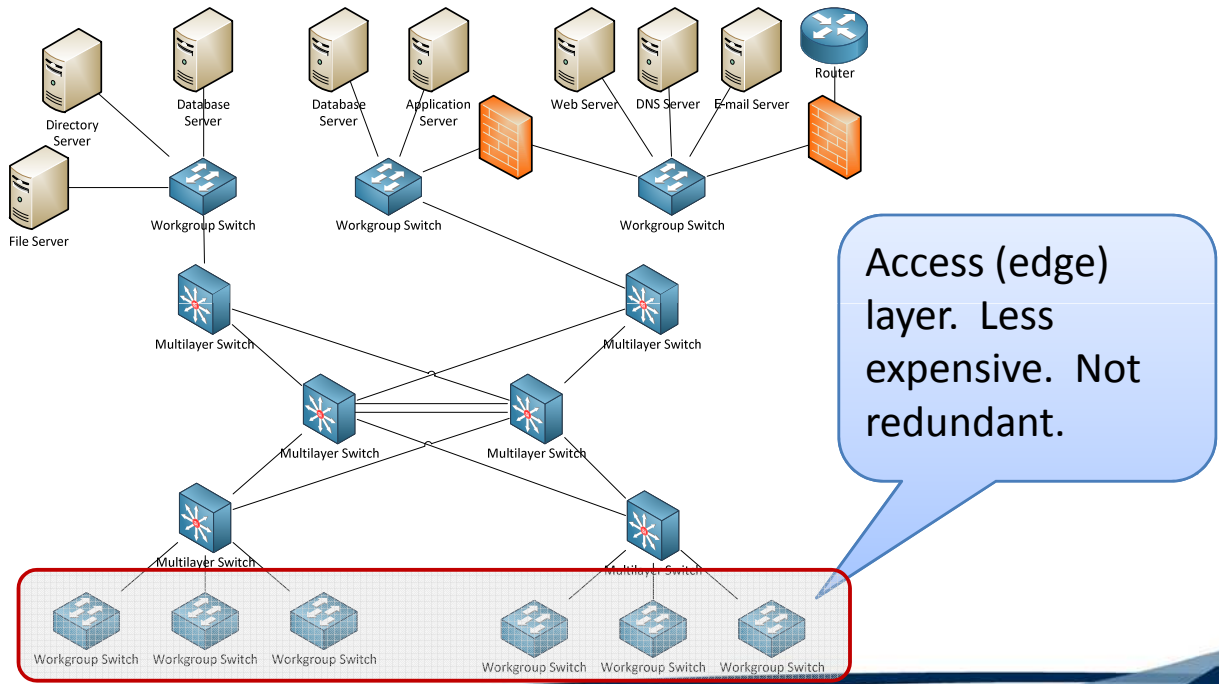 Router
Web Server
DNS Server
E-mail Server
Database
Server
Database
Server
Application
Server
Directory
Server
File Server
Workgroup Switch
Workgroup Switch
Workgroup Switch
Access (edge)
layer. Less
expensive. Not
redundant.
Multilayer Switch
Multilayer Switch
Multilayer Switch
Multilayer Switch
Multilayer Switch
Multilayer Switch
Workgroup Switch
Workgroup Switch
Workgroup Switch
Workgroup Switch
Workgroup Switch
Workgroup Switch